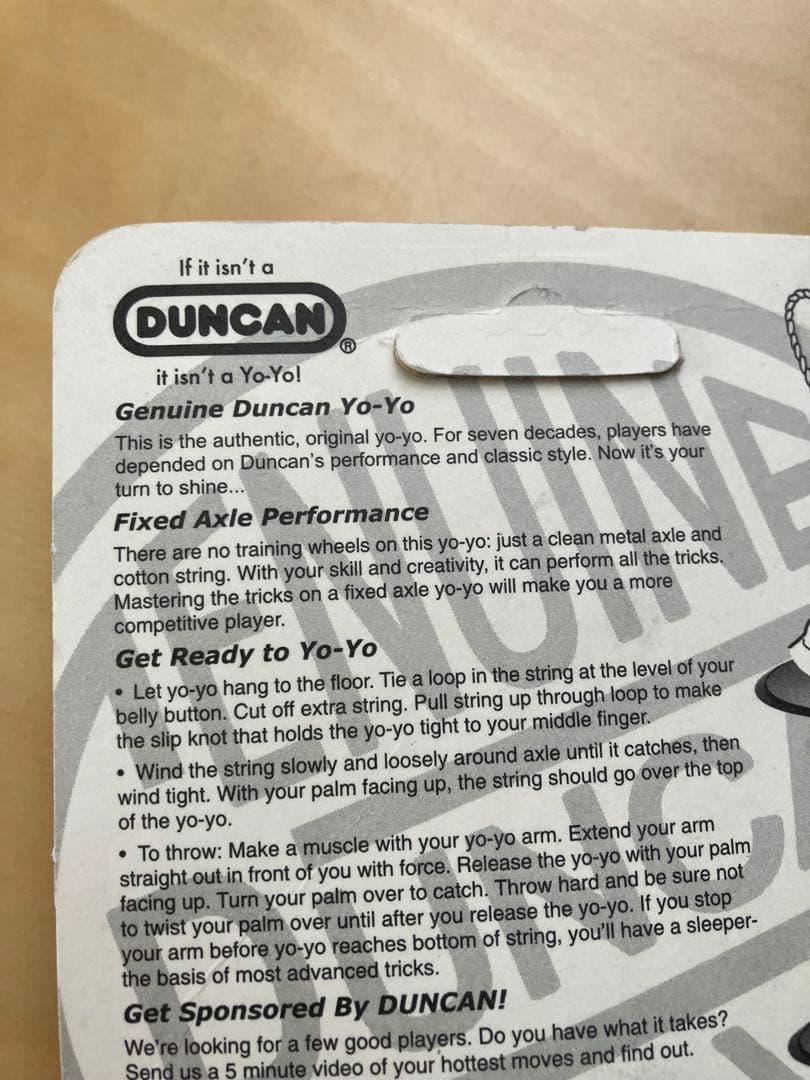 If it isn't a
DUNCAN®
it isn't a Yo-Yo!
Genuine Duncan Yo-Yo
This is the authentic, original yo-yo. For seven decades, players have
depended on Duncan's performance and classic style. Now it's your
turn to shine...
Fixed Axle Performance
There are no training wheels on this yo-yo: just a clean metal axle and
cotton string. With your skill and creativity, it can perform all the tricks.
Mastering the tricks on a fixed axle yo-yo will make you a more
competitive player.
Get Ready to Yo-Yo
• Let yo-yo hang to the floor. Tie a loop in the string at the level of your
belly button. Cut off extra string. Pull string up through loop to make
the slip knot that holds the yo-yo tight to your middle finger.
• Wind the string slowly and loosely around axle until it catches, then
wind tight. With your palm facing up, the string should go over the top
of the yo-yo.
• To throw: Make a muscle with your yo-yo arm. Extend your arm
straight out in front of you with force. Release the yo-yo with your palm
facing up. Turn your palm over to catch. Throw hard and be sure not
to twist your palm over until after you release the yo-yo. If you stop
your arm before yo-yo reaches bottom of string, you'll have a sleeper-
the basis of most advanced tricks.
Get Sponsored By DUNCAN!
We're looking for a few good players. Do you have what it takes?
Send us a 5 minute video of your hottest moves and find out.